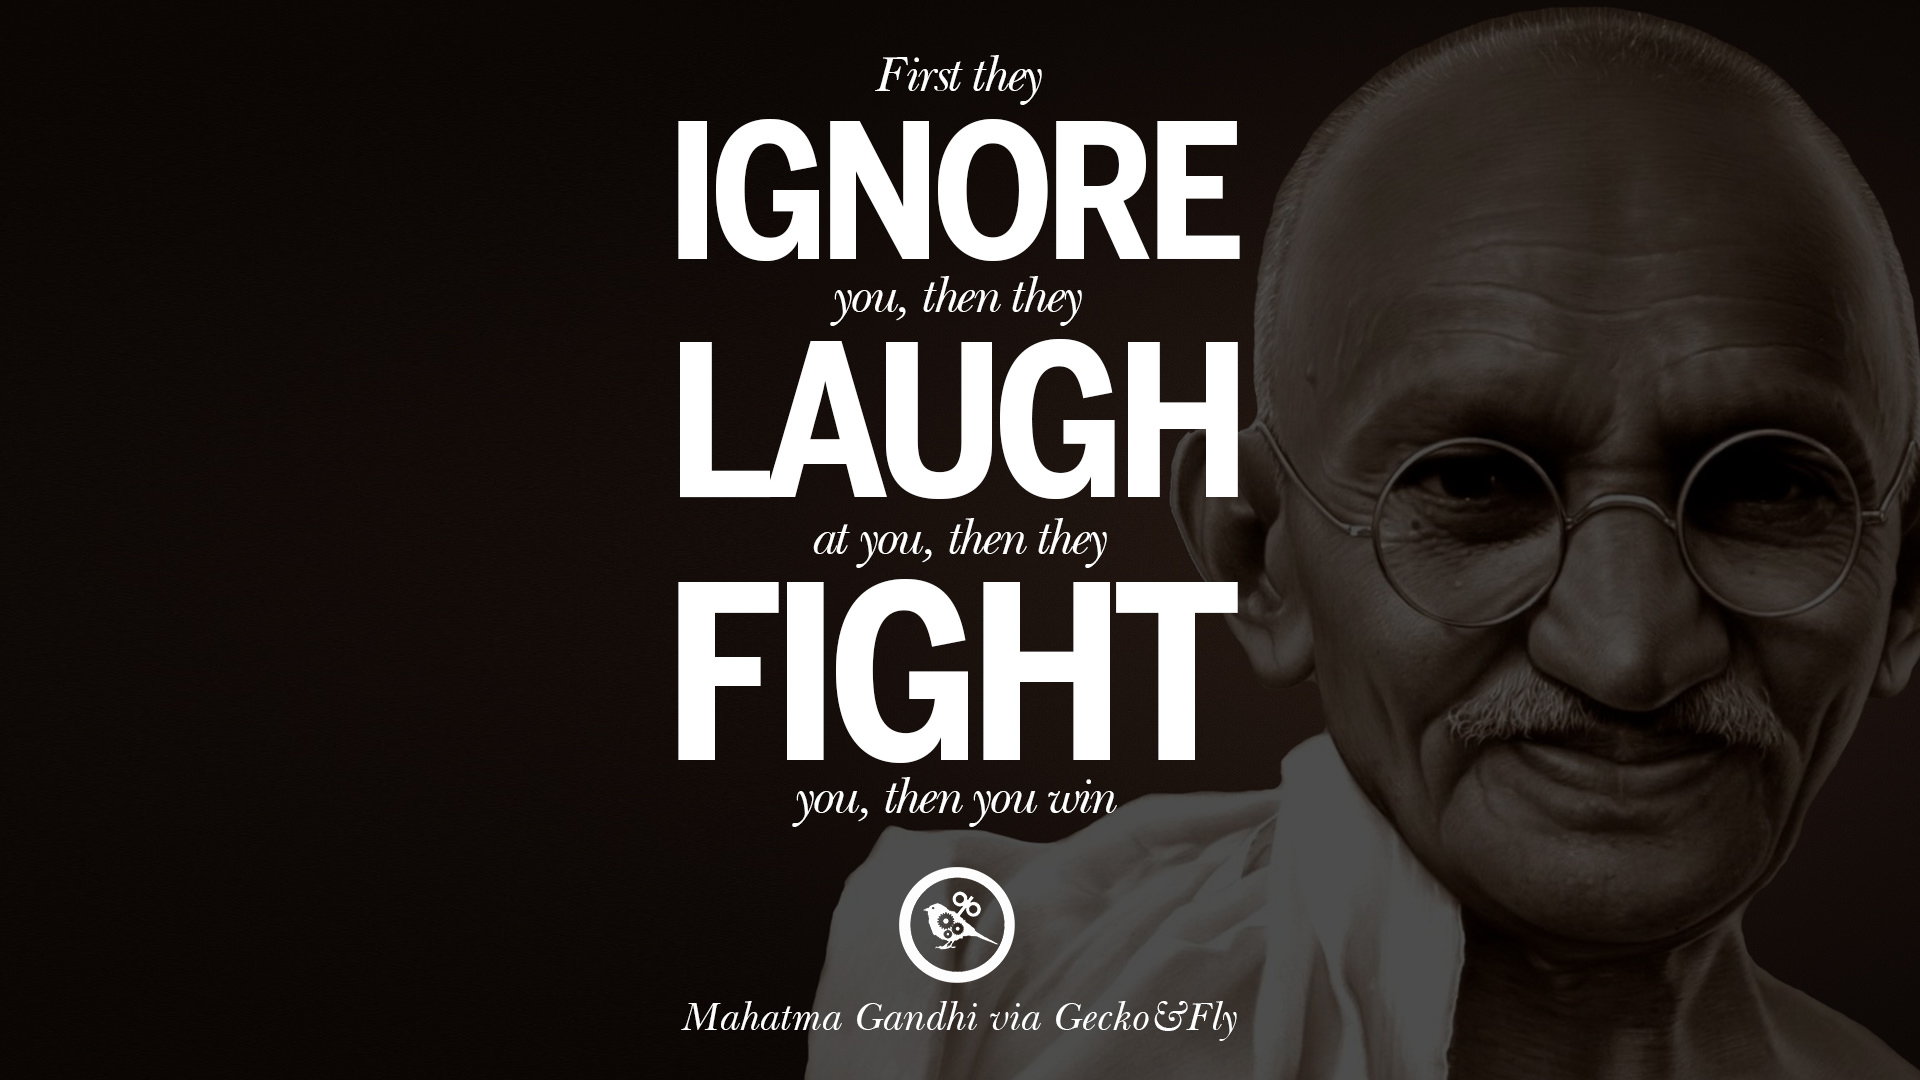 First they
IGNORE
you, then they
LAUGH
at you, then they
FIGHT
you, then you win
Mahatma Gandhi via Gecko&Fly